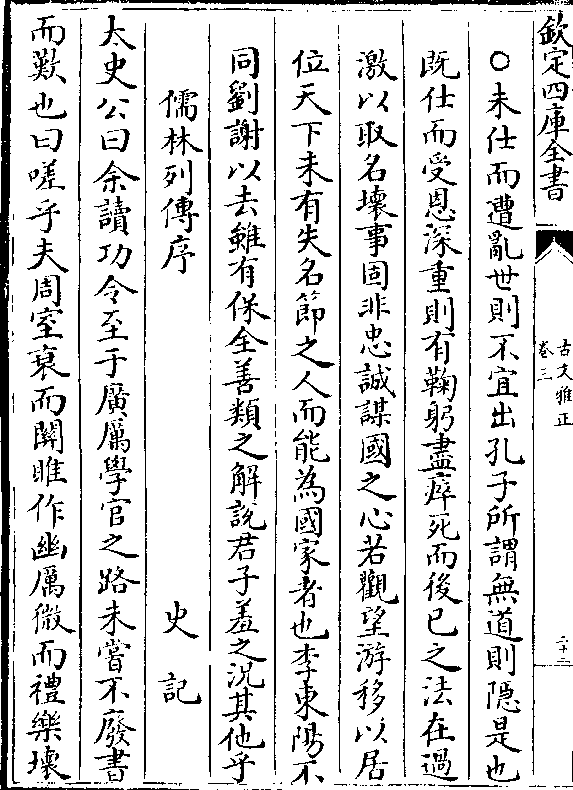 欽定四庫全書
古文雅正
卷三
○未仕而遭亂世則不宜出孔子所謂無道則隱是也
既仕而受恩深重則有鞠躬盡瘁死而後已之法在過
激以取名壞事固非忠誠謀國之心若觀望游移以居
位天下未有失名節之人而能為國家者也李東陽不
同劉謝以去雖有保全善類之解說君子羞之況其他乎
儒林列傳序 史記
太史公曰余讀功令至于廣厲學官之路未嘗不廢書
而歎也曰嗟乎夫周室衰而關雎作幽厲微而禮樂壞